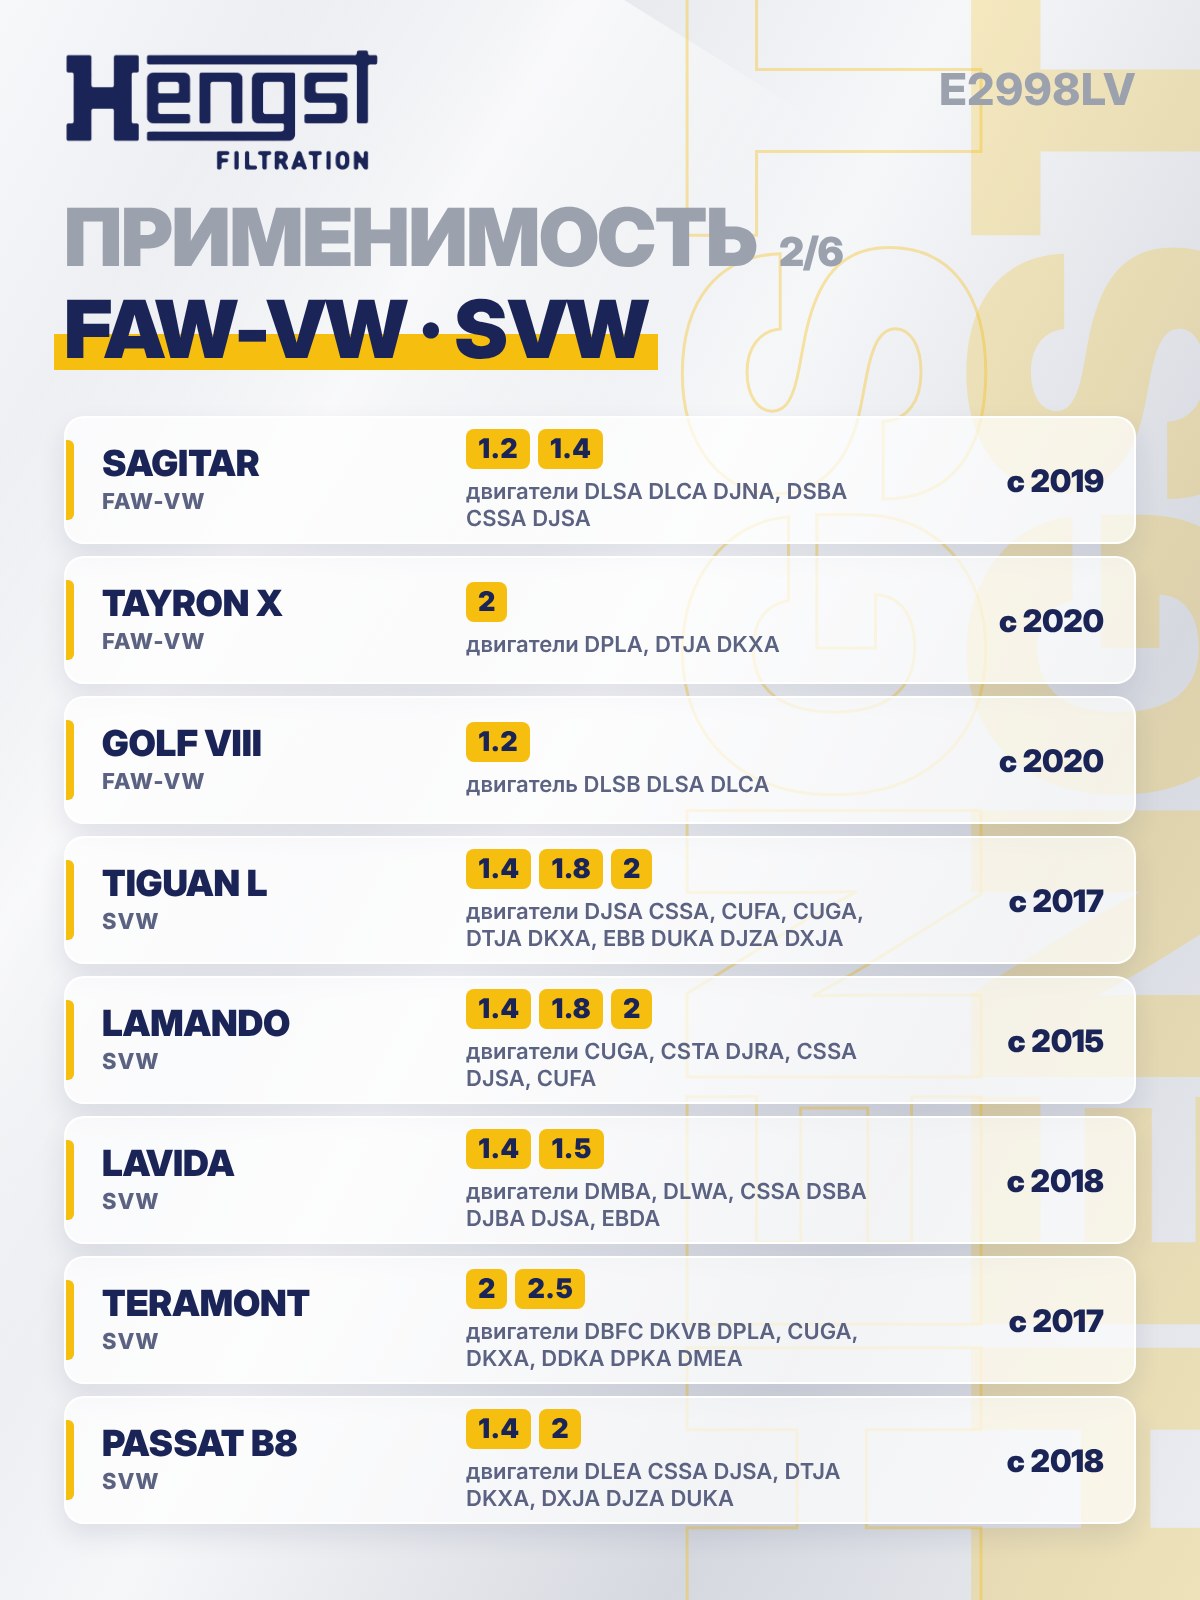 Hengst
FILTRATION
E2998LV
ПРИМЕНИМОСТЬ 2/6
FAW-VW · SVW
SAGITAR
FAW-VW
1.2 1.4
двигатели DLSA DLCA DJNA, DSBA
CSSA DJSA
с 2019
TAYRON X
FAW-VW
2
двигатели DPLA, DTJA DKXA
с 2020
GOLF VIII
FAW-VW
1.2
двигатель DLSB DLSA DLCA
с 2020
TIGUAN L
SVW
1.4 1.8 2
двигатели DJSA CSSA, CUFA, CUGA,
DTJA DKXA, EBB DUKA DJZA DXJA
с 2017
LAMANDO
SVW
1.4 1.8 2
двигатели CUGA, CSTA DJRA, CSSA
DJSA, CUFA
с 2015
LAVIDA
SVW
1.4 1.5
двигатели DMBA, DLWA, CSSA DSBA
DJBA DJSA, EBDA
с 2018
TERAMONT
SVW
2 2.5
двигатели DBFC DKVB DPLA, CUGA,
DKXA, DDKA DPKA DMEA
с 2017
PASSAT B8
SVW
1.4 2
двигатели DLEA CSSA DJSA, DTJA
DKXA, DXJA DJZA DUKA
с 2018
HENGST
HENGST